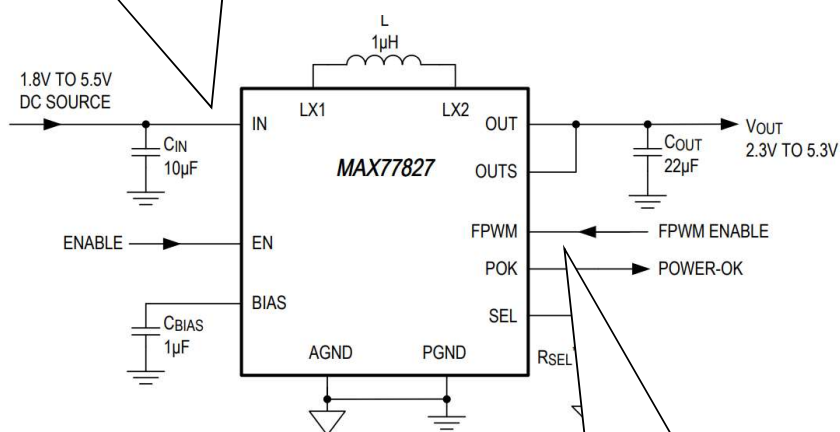 L
1µH
1.8V TO 5.5V
DC SOURCE
LX1
LX2
IN
OUT
VOUT
2.3V TO 5.3V
CIN
10µF
COUT
22µF
MAX77827
OUTS
FPWM
FPWM ENABLE
ENABLE
EN
POK
POWER-OK
BIAS
SEL
CBIAS
1µF
AGND
PGND
RSEL